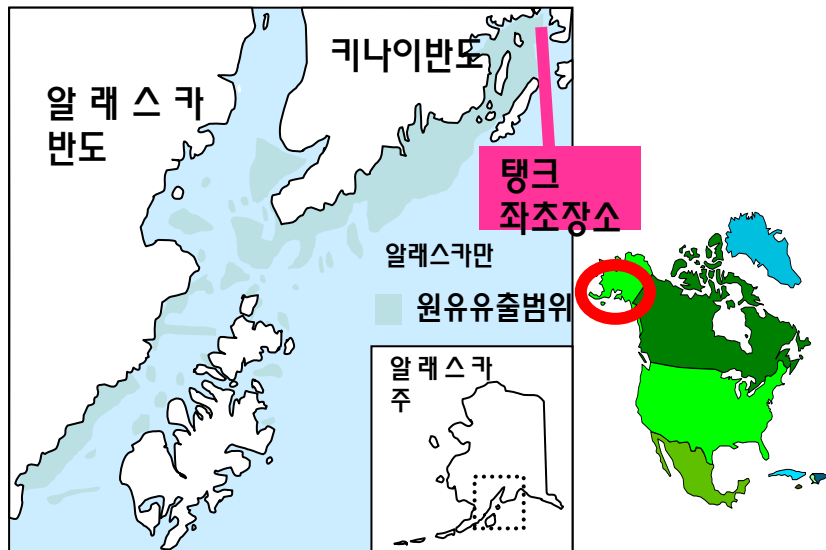 키나이반도
알 래 스 카
반도
탱크
좌초장소
알래스카만
원유유출범위
알 래 스 카
주